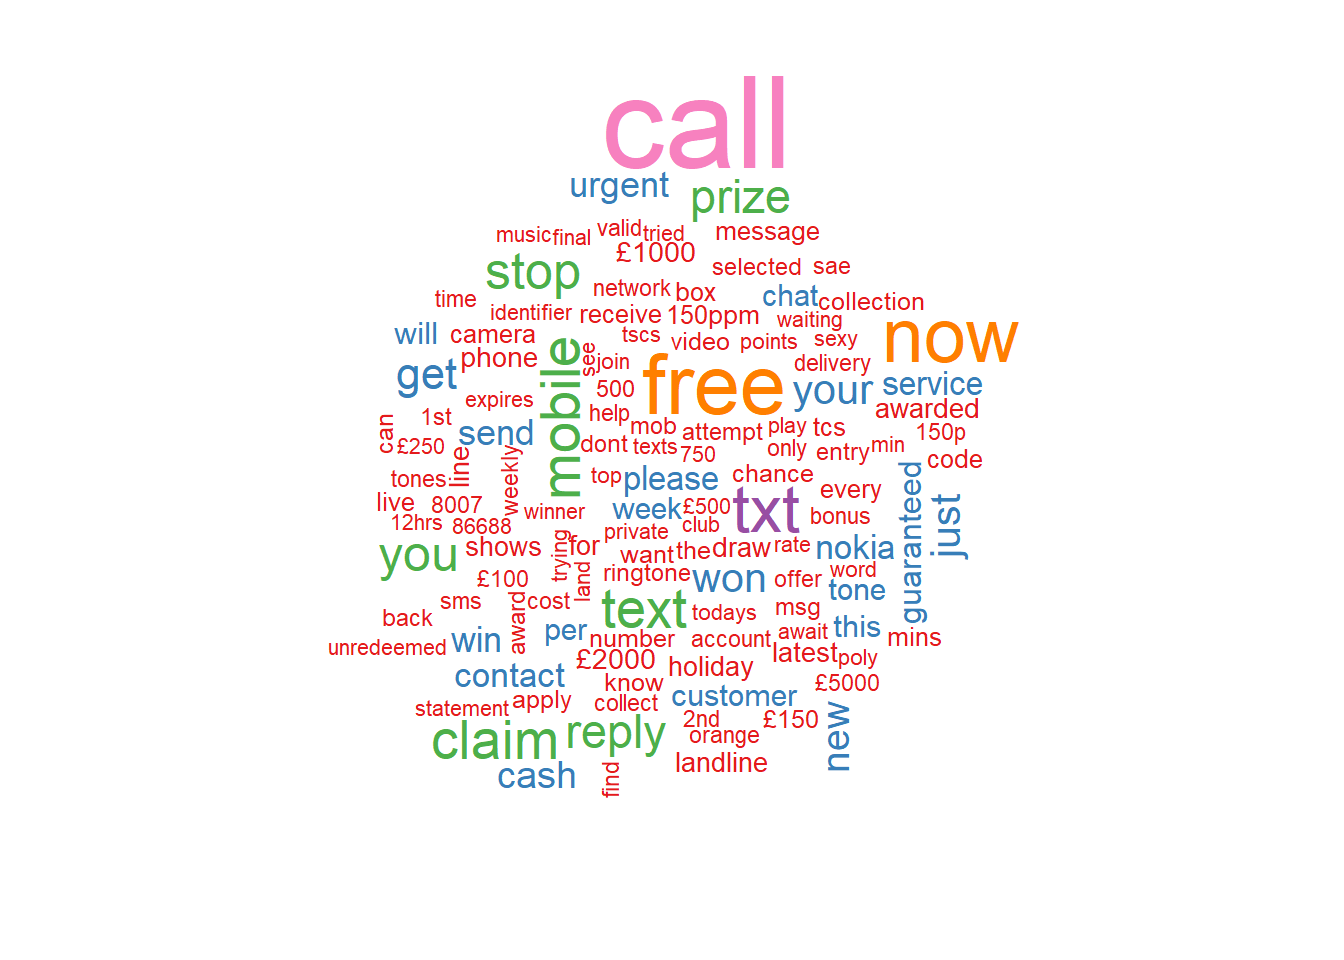 call
urgent
prize
music
final
valid
tried
message
£1000
stop
selected
sae
time
network
box
chat
collection
identifier
receive
150ppm
waiting
now
will
camera
tscs
video
points
sexy
phone
mobile
see
join
free
delivery
get
500
your
service
expires
awarded
can
1st
help
mob
attempt
play
tcs
150p
£250
send
dont
texts
750
only
entry
min
code
line
weekly
tones
top
please
chance
every
guaranteed
just
live
8007
winner
week
£500
txt
bonus
12hrs
86688
private
club
you
shows
trying
for
want
the
draw
rate
nokia
£100
land
ringtone
won
offer
word
tone
sms
award
cost
text
todays
msg
back
per
number
account
await
this
mins
unredeemed
win
£2000
holiday
latest
poly
contact
know
customer
£5000
statement
apply
collect
2nd
£150
new
claim
reply
orange
cash
find
landline